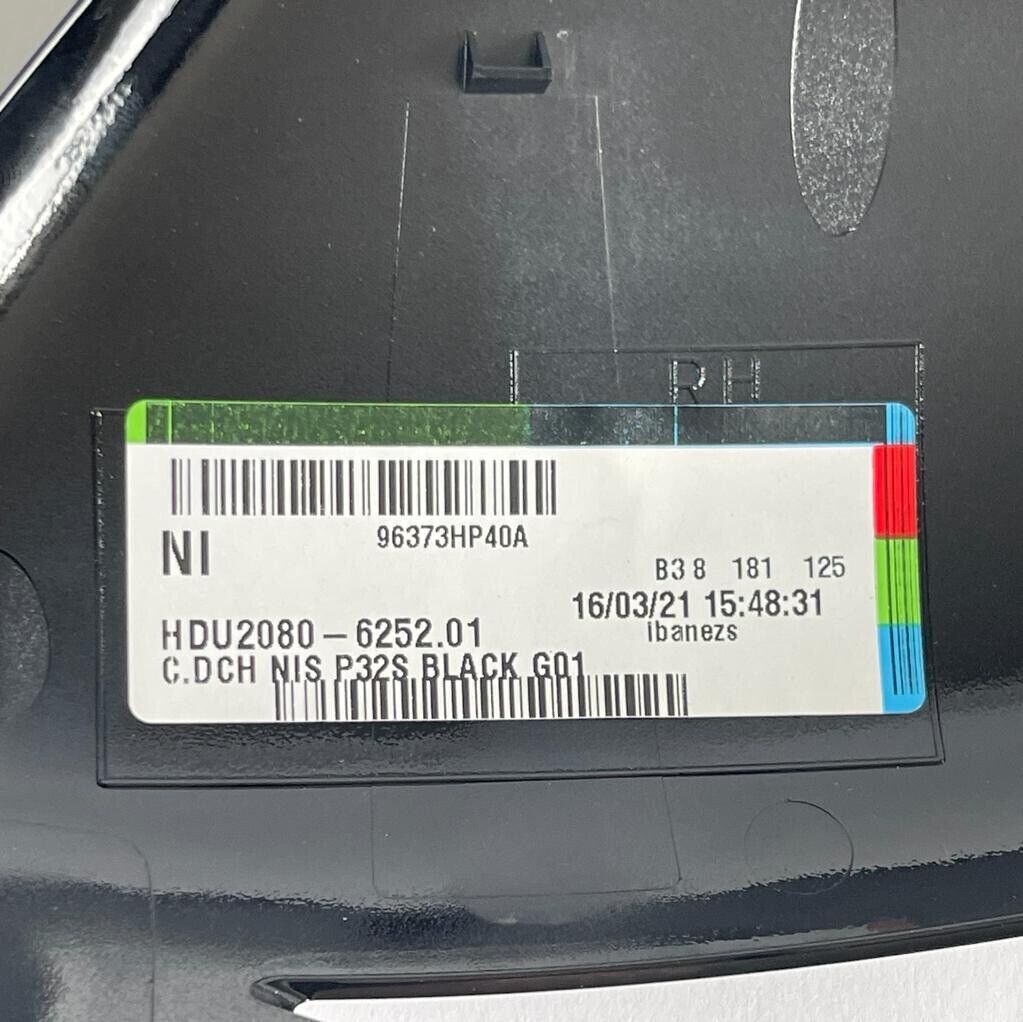 RH
96373HP40A
NI
B3 8 181 125
16/03/21 15:48:31
ibanezs
HDU2080-6252.01
C.DCH NIS P32S BLACK G01